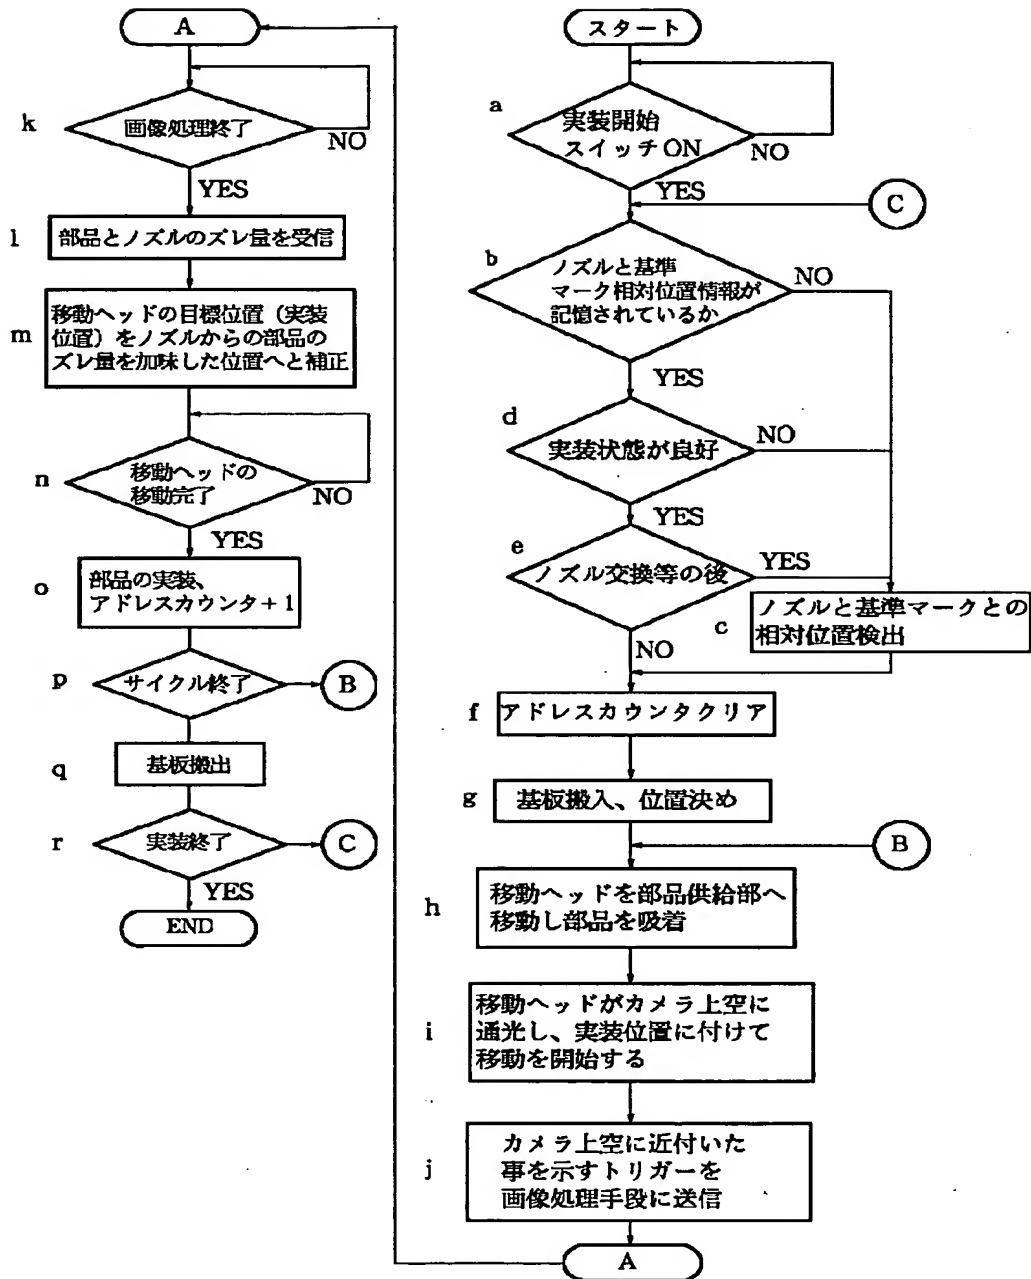 スタート
a
実装開始
スイッチON
NO
YES
C
b
ノズルと基準
マーク相対位置情報が
記憶されているか
NO
YES
d
実装状態が良好
NO
YES
e
ノズル交換等の後
YES
NO
c
ノズルと基準マークとの
相対位置検出
f
アドレスカウンタクリア
g
基板搬入、位置決め
B
h
移動ヘッドを部品供給部へ
移動し部品を吸着
i
移動ヘッドがカメラ上空に
通光し、実装位置に付けて
移動を開始する
j
カメラ上空に近付いた
事を示すトリガーを
画像処理手段に送信
A
A
k
画像処理終了
NO
YES
l
部品とノズルのズレ量を受信
m
移動ヘッドの目標位置(実装
位置)をノズルからの部品の
ズレ量を加味した位置へと補正
n
移動ヘッドの
移動完了
NO
YES
o
部品の実装、
アドレスカウンタ+1
p
サイクル終了
B
q
基板搬出
r
実装終了
C
YES
END